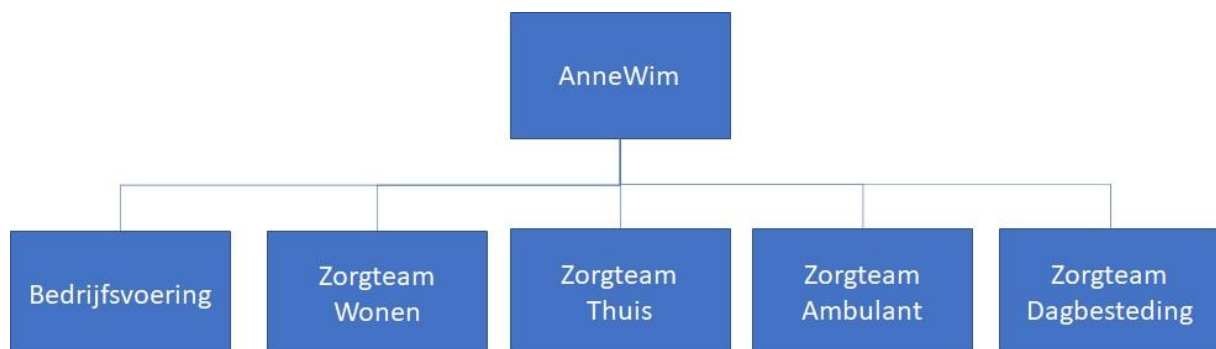 AnneWim
Bedrijfsvoering
Zorgteam
Wonen
Zorgteam
Thuis
Zorgteam
Ambulant
Zorgteam
Dagbesteding